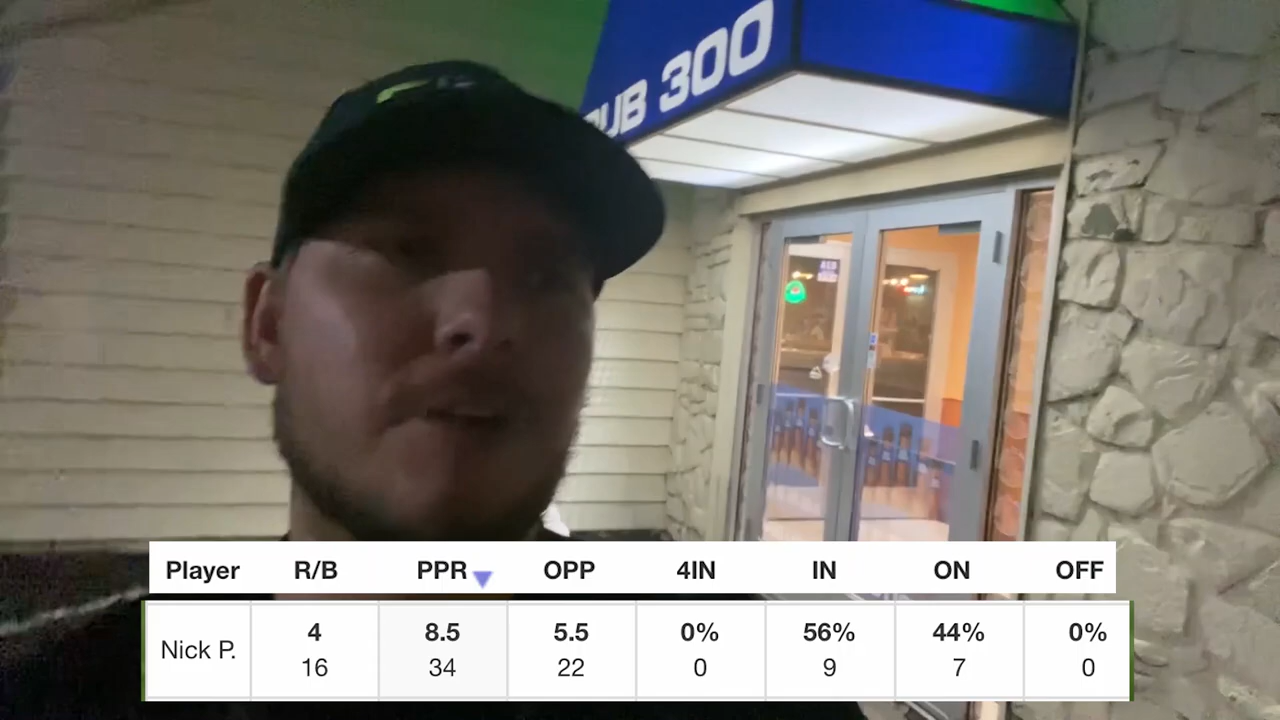 PUB 300
Player R/B PPR OPP 4IN IN ON OFF
Nick P. 4 8.5 5.5 0% 56% 44% 0%
16 34 22 0 9 7 0